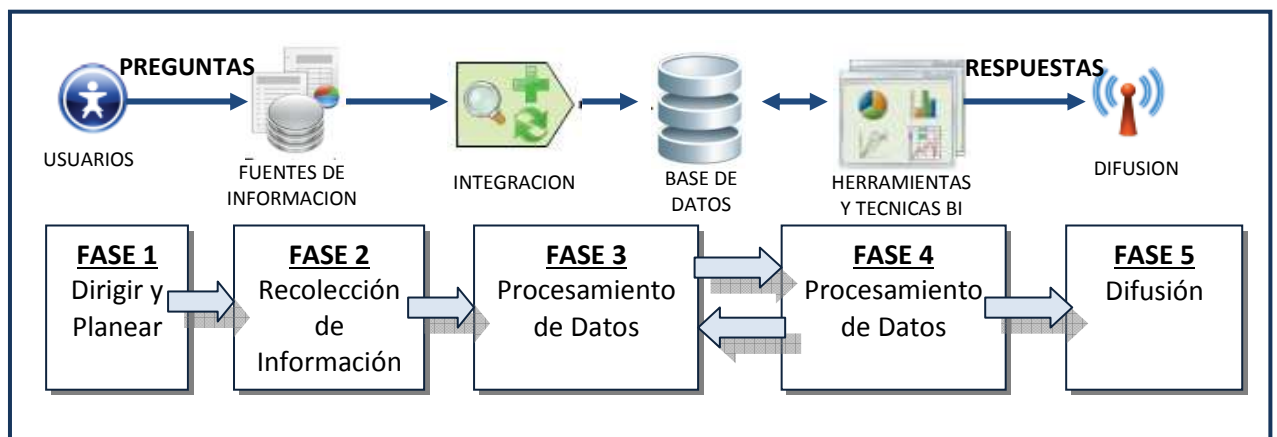 PREGUNTAS
RESPUESTAS
USUARIOS
FUENTES DE
INFORMACION
INTEGRACION
BASE DE
DATOS
HERRAMIENTAS
Y TECNICAS BI
DIFUSION
FASE 1
Dirigir y
Planear
FASE 2
Recolección
de
Información
FASE 3
Procesamiento
de Datos
FASE 4
Procesamiento
de Datos
FASE 5
Difusión